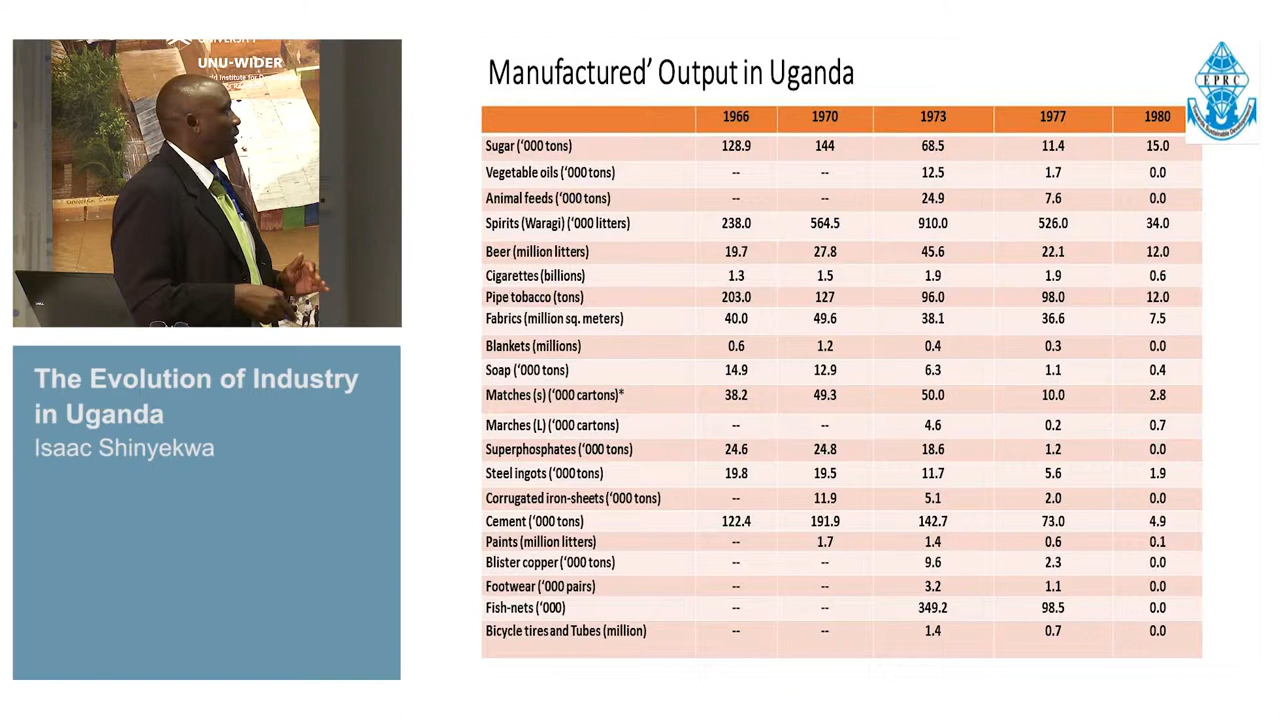 UNIVERSITY
UNU-WIDER
Manufactured’ Output in Uganda
EPRC
1966 1970 1973 1977 1980
Sugar (‘000 tons) 128.9 144 68.5 11.4 15.0
Vegetable oils (‘000 tons) -- -- 12.5 1.7 0.0
Animal feeds (‘000 tons) -- -- 24.9 7.6 0.0
Spirits (Waragi) (‘000 litters) 238.0 564.5 910.0 526.0 34.0
Beer (million litters) 19.7 27.8 45.6 22.1 12.0
Cigarettes (billions) 1.3 1.5 1.9 1.9 0.6
Pipe tobacco (tons) 203.0 127 96.0 98.0 12.0
Fabrics (million sq. meters) 40.0 49.6 38.1 36.6 7.5
Blankets (millions) 0.6 1.2 0.4 0.3 0.0
Soap (‘000 tons) 14.9 12.9 6.3 1.1 0.4
Matches (s) (‘000 cartons)* 38.2 49.3 50.0 10.0 2.8
Marches (L) (‘000 cartons) -- -- 4.6 0.2 0.7
Superphosphates (‘000 tons) 24.6 24.8 18.6 1.2 0.0
Steel ingots (‘000 tons) 19.8 19.5 11.7 5.6 1.9
Corrugated iron-sheets (‘000 tons) -- 11.9 5.1 2.0 0.0
Cement (‘000 tons) 122.4 191.9 142.7 73.0 4.9
Paints (million litters) -- 1.7 1.4 0.6 0.1
Blister copper (‘000 tons) -- -- 9.6 2.3 0.0
Footwear (‘000 pairs) -- -- 3.2 1.1 0.0
Fish-nets (‘000) -- -- 349.2 98.5 0.0
Bicycle tires and Tubes (million) -- -- 1.4 0.7 0.0
The Evolution of Industry
in Uganda
Isaac Shinyekwa